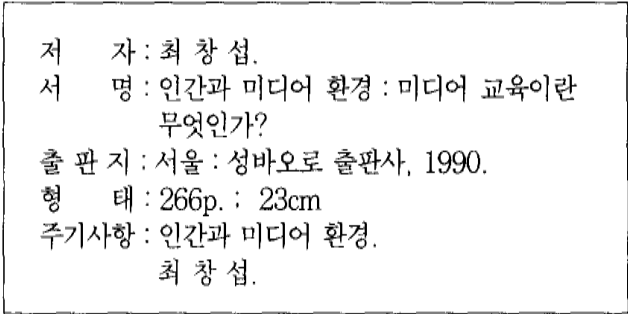 저 자 : 최 창 섭.
서 명 : 인간과 미디어 환경 : 미디어 교육이란
무엇인가?
출 판 지 : 서울 : 성바오로 출판사, 1990.
형 태 : 266p. ; 23cm
주기사항 : 인간과 미디어 환경.
최 창 섭.